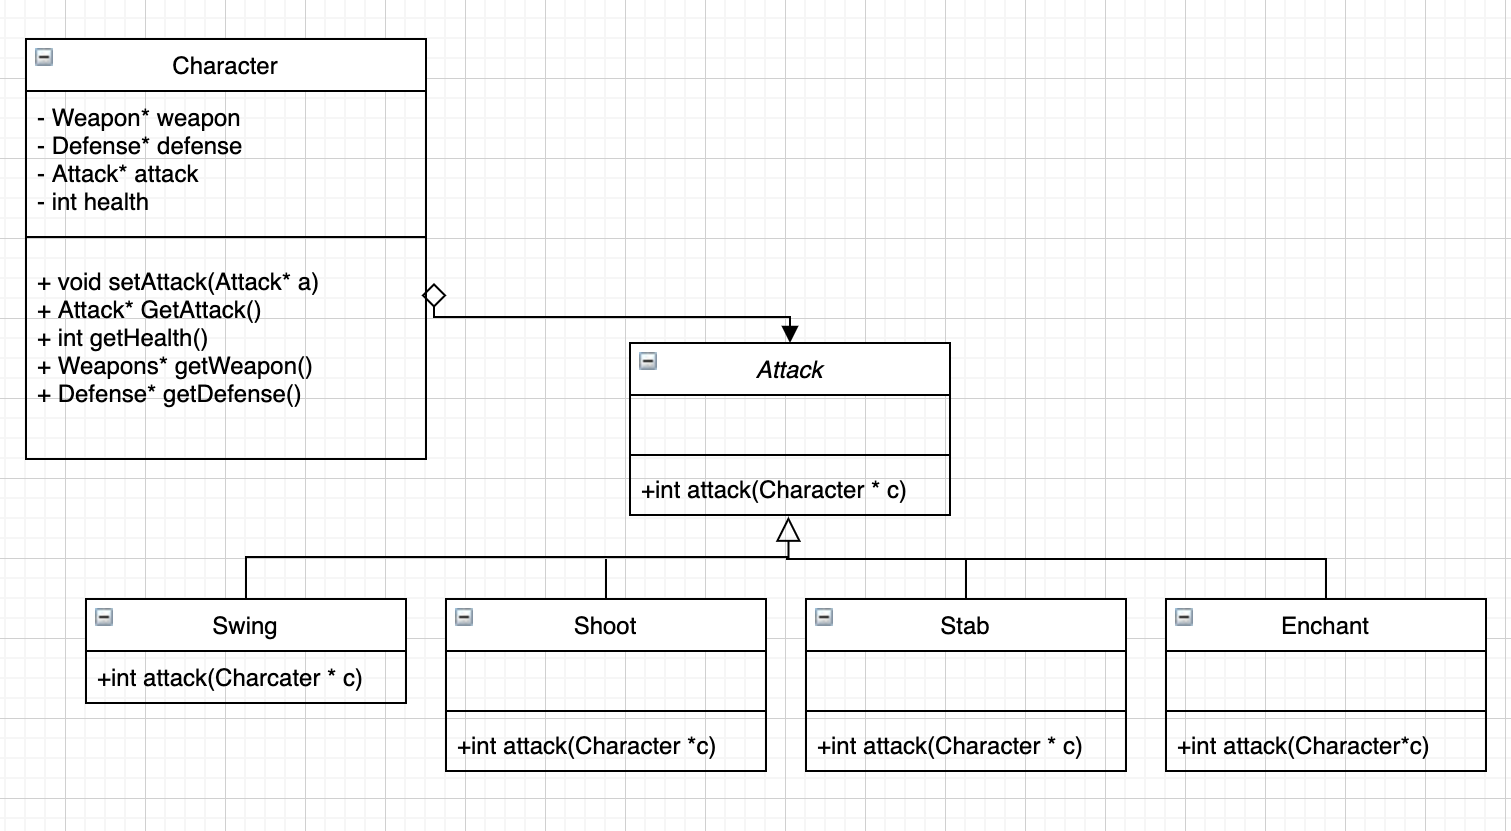 Character
- Weapon* weapon
- Defense* defense
- Attack* attack
- int health
+ void setAttack(Attack* a)
+ Attack* GetAttack()
+ int getHealth()
+ Weapons* getWeapon()
+ Defense* getDefense()
Attack
+int attack(Character * c)
Swing
+int attack(Charcater * c)
Shoot
+int attack(Character *c)
Stab
+int attack(Character * c)
Enchant
+int attack(Character*c)